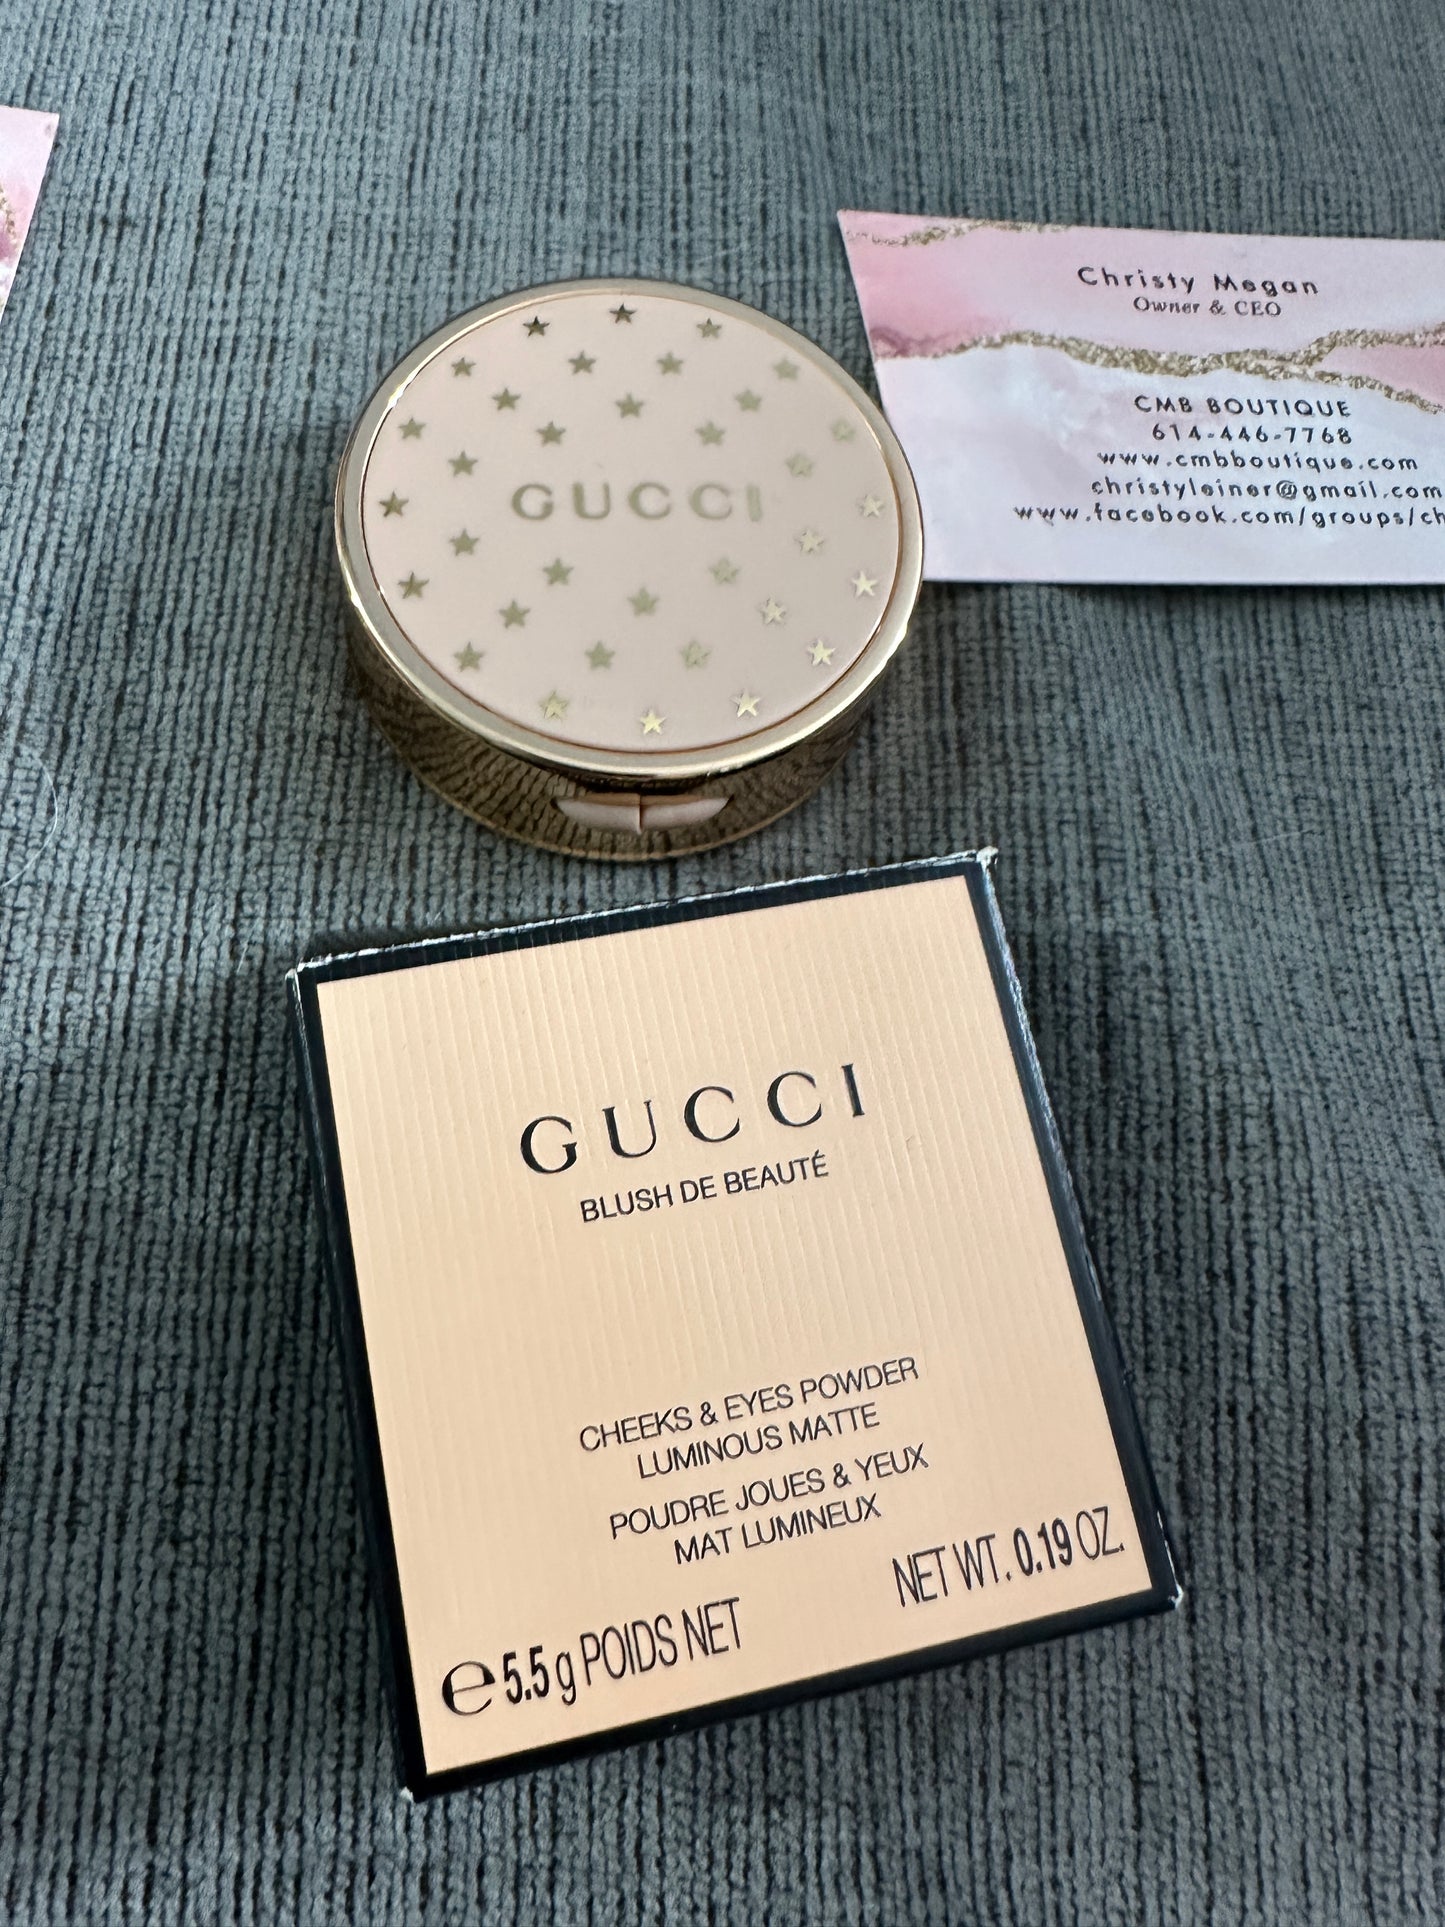 Christy Megan
Owner & CEO
CMB BOUTIQUE
614-446-7768
www.cmbboutique.com
christyleiner@gmail.com
www.facebook.com/groups/ch
GUCCI
GUCCI
BLUSH DE BEAUTÉ
CHEEKS & EYES POWDER
LUMINOUS MATTE
POUDRE JOUES & YEUX
MAT LUMINEUX
℮ 5.5 g POIDS NET
NET WT. 0.19 OZ.